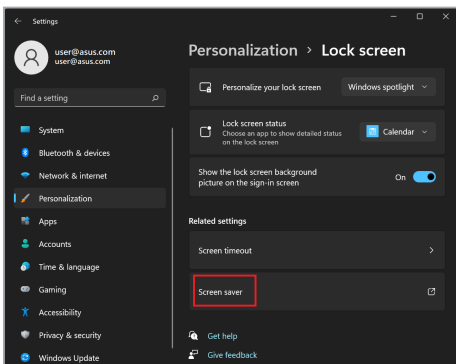 Settings
user@asus.com
user@asus.com
Find a setting
System
Bluetooth & devices
Network & internet
Personalization
Apps
Accounts
Time & language
Gaming
Accessibility
Privacy & security
Windows Update
Personalization > Lock screen
Personalize your lock screen
Windows spotlight
Lock screen status
Choose an app to show detailed status
on the lock screen
Calendar
Show the lock screen background
picture on the sign-in screen
On
Related settings
Screen timeout
Screen saver
Get help
Give feedback